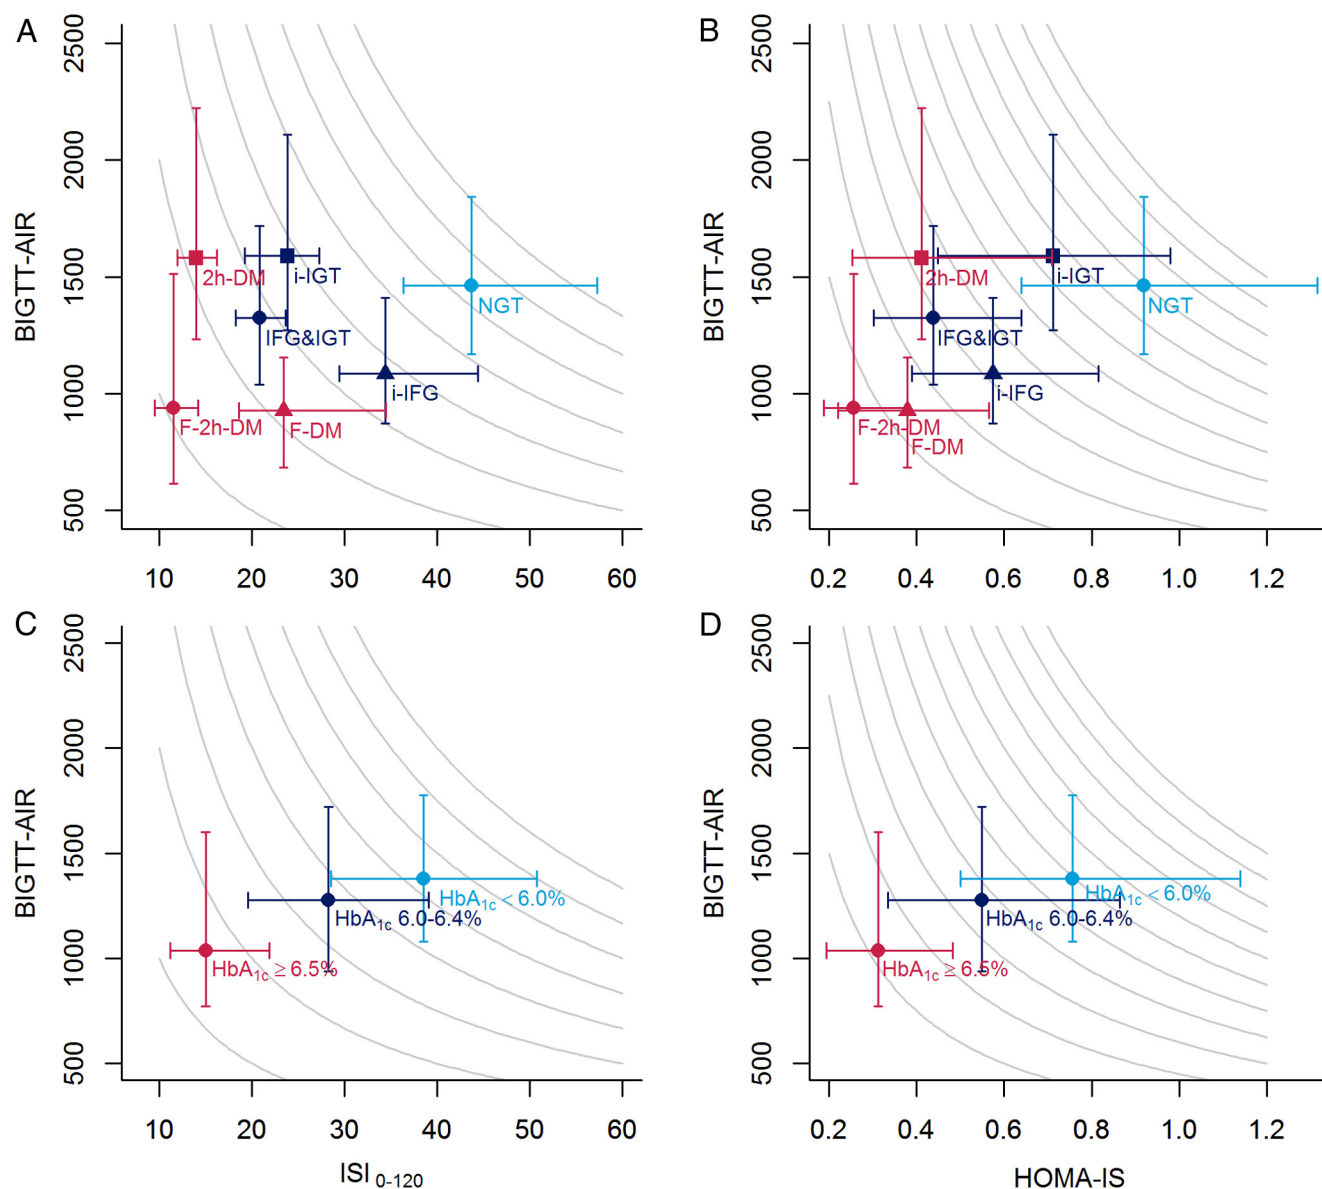 A
BIGTT-AIR
2500
2000
1500
1000
500
2h-DM
i-IGT
NGT
IFG&IGT
i-IFG
F-2h-DM
F-DM
10 20 30 40 50 60
B
BIGTT-AIR
2500
2000
1500
1000
500
2h-DM
i-IGT
NGT
IFG&IGT
i-IFG
F-2h-DM
F-DM
0.2 0.4 0.6 0.8 1.0 1.2
C
BIGTT-AIR
2500
2000
1500
1000
500
HbA1c < 6.0%
HbA1c 6.0-6.4%
HbA1c ≥ 6.5%
10 20 30 40 50 60
ISI 0-120
D
BIGTT-AIR
2500
2000
1500
1000
500
HbA1c < 6.0%
HbA1c 6.0-6.4%
HbA1c ≥ 6.5%
0.2 0.4 0.6 0.8 1.0 1.2
HOMA-IS